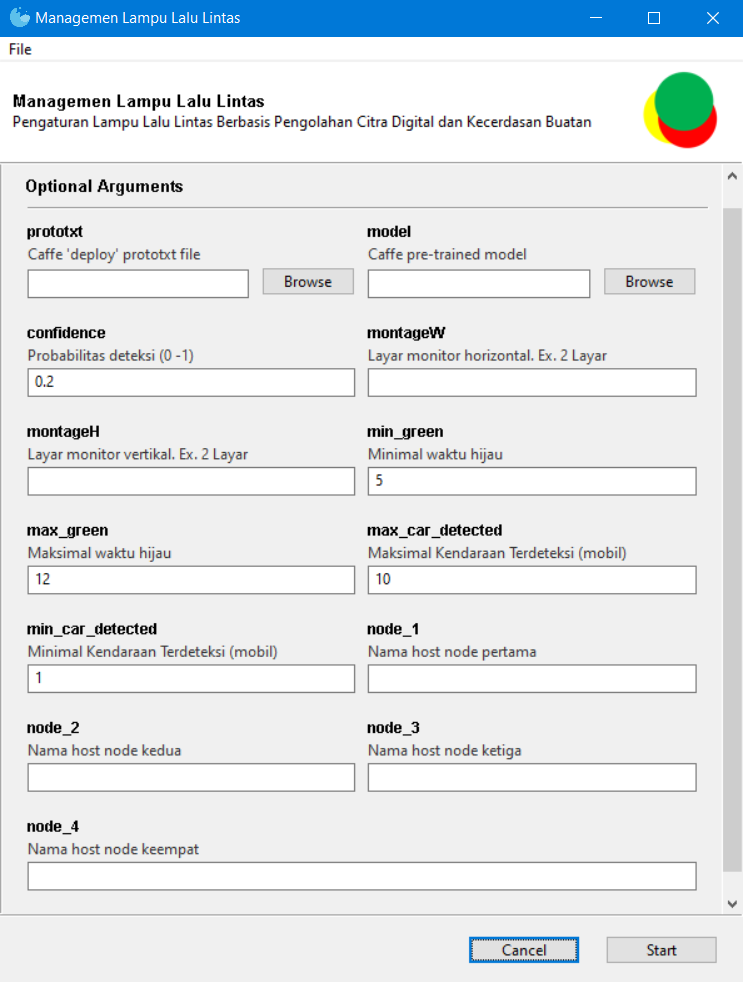 Managemen Lampu Lalu Lintas
File
Managemen Lampu Lalu Lintas
Pengaturan Lampu Lalu Lintas Berbasis Pengolahan Citra Digital dan Kecerdasan Buatan
Optional Arguments
prototxt
Caffe 'deploy' prototxt file
Browse
model
Caffe pre-trained model
Browse
confidence
Probabilitas deteksi (0 -1)
0.2
montageW
Layar monitor horizontal. Ex. 2 Layar
montageH
Layar monitor vertikal. Ex. 2 Layar
min_green
Minimal waktu hijau
5
max_green
Maksimal waktu hijau
12
max_car_detected
Maksimal Kendaraan Terdeteksi (mobil)
10
min_car_detected
Minimal Kendaraan Terdeteksi (mobil)
1
node_1
Nama host node pertama
node_2
Nama host node kedua
node_3
Nama host node ketiga
node_4
Nama host node keempat
Cancel
Start